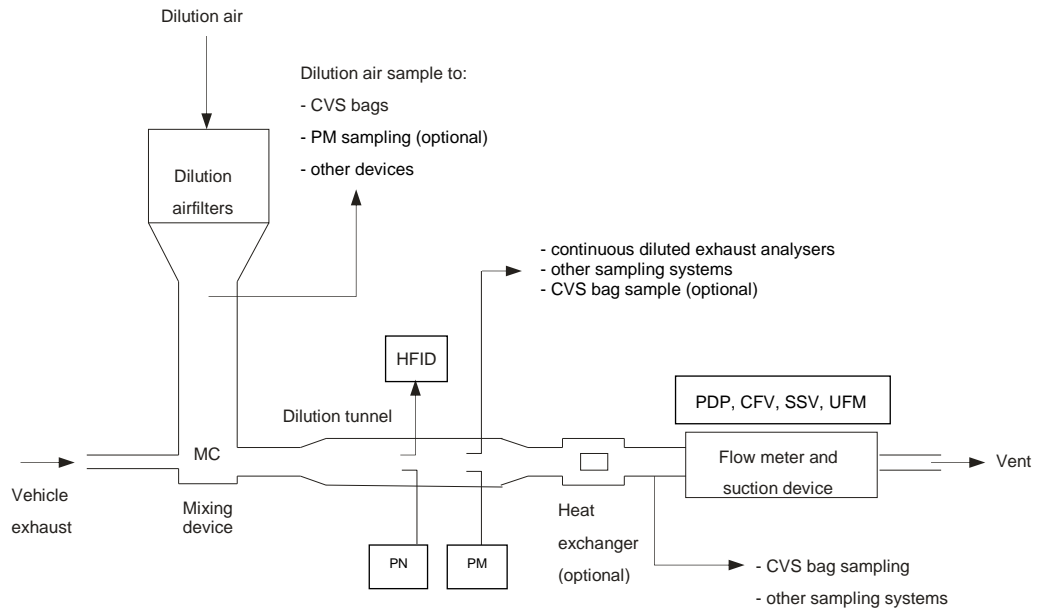 Dilution air
Dilution air sample to:
- CVS bags
- PM sampling (optional)
- other devices
Dilution
airfilters
- continuous diluted exhaust analysers
- other sampling systems
- CVS bag sample (optional)
HFID
PDP, CFV, SSV, UFM
Dilution tunnel
MC
Flow meter and
suction device
Vent
Vehicle
exhaust
Mixing
device
Heat
exchanger
(optional)
PN
PM
- CVS bag sampling
- other sampling systems